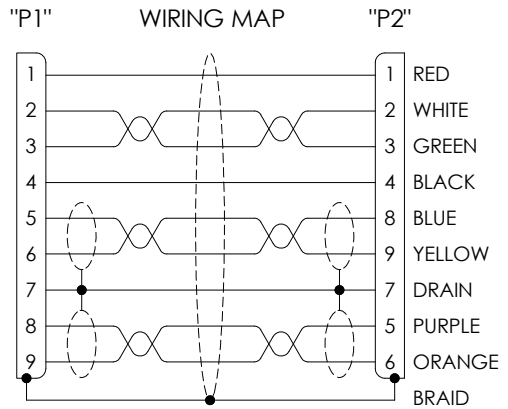 "P1" WIRING MAP "P2"
1 1 RED
2 2 WHITE
3 3 GREEN
4 4 BLACK
5 8 BLUE
6 9 YELLOW
7 7 DRAIN
8 5 PURPLE
9 6 ORANGE
BRAID